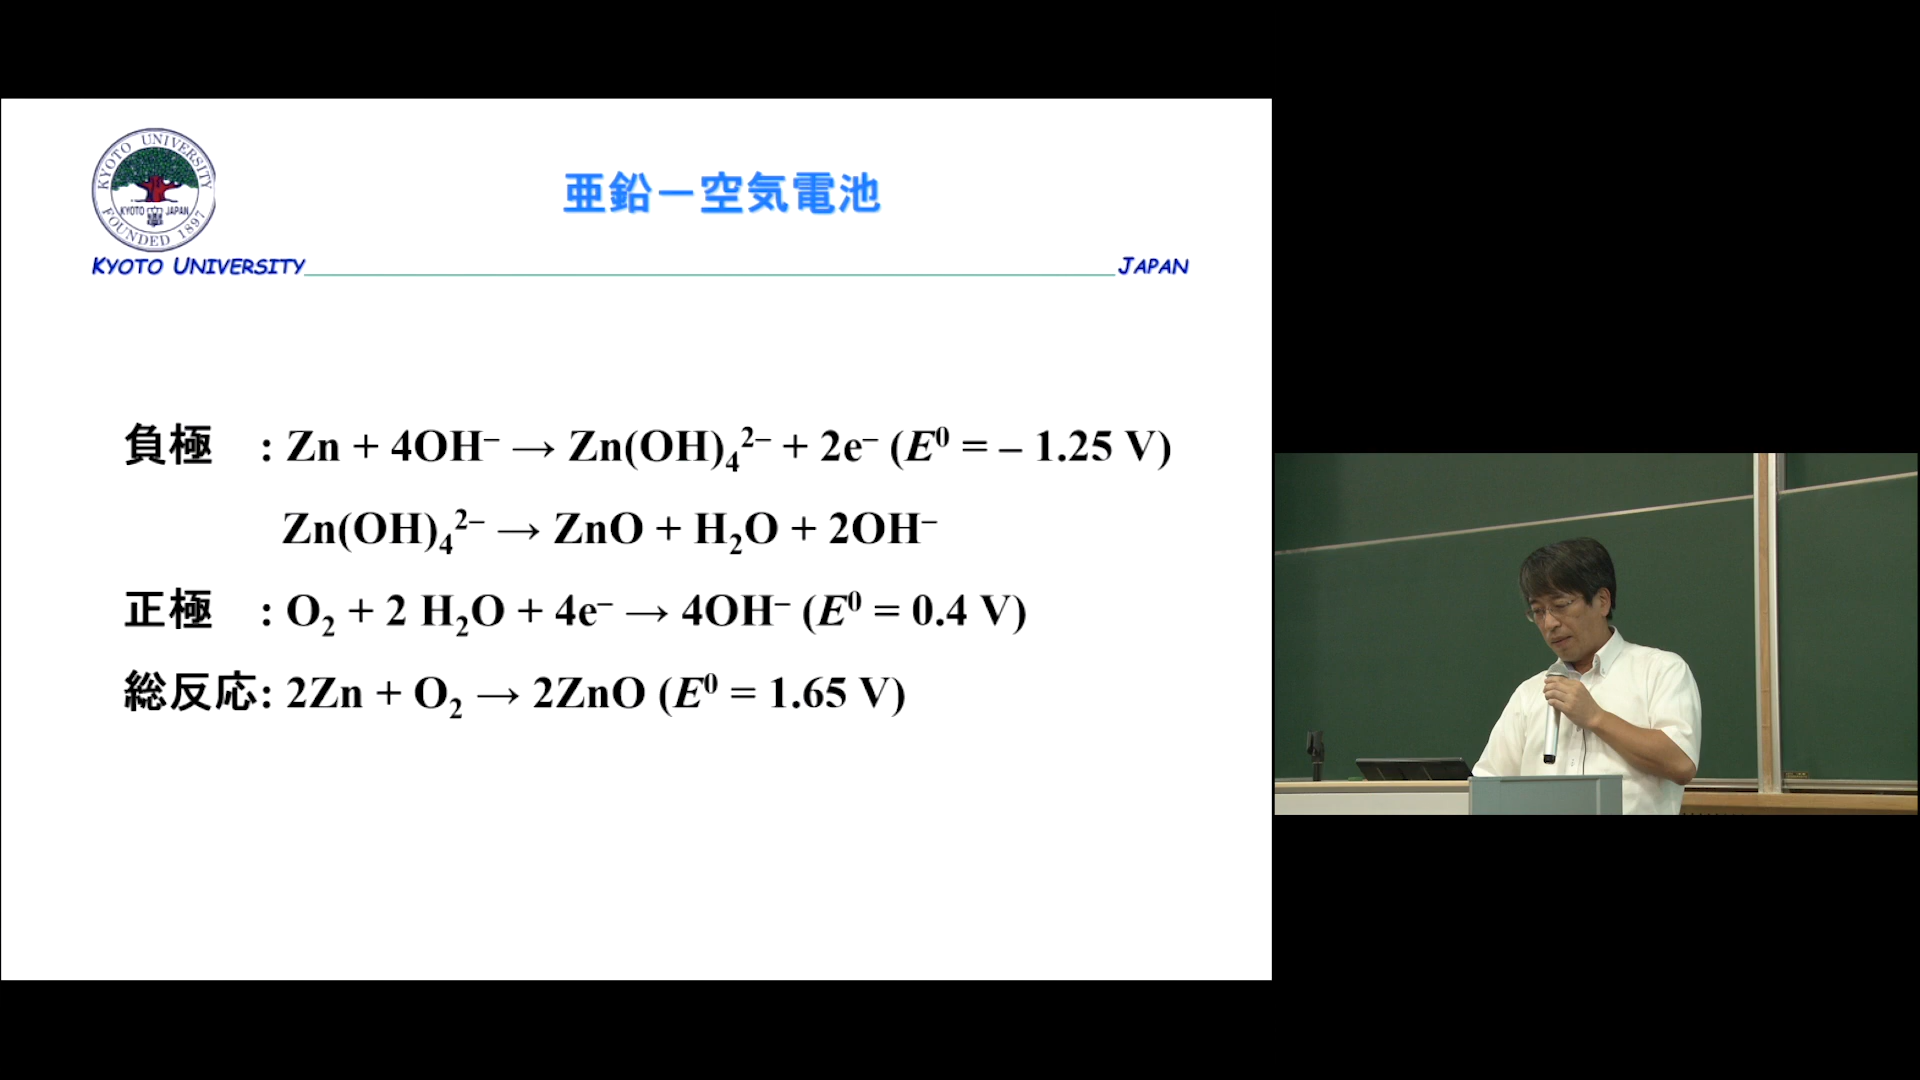 KYOTO UNIVERSITY
KYOTO JAPAN
FOUNDED 1897
亜鉛－空気電池
KYOTO UNIVERSITY JAPAN
負極　: Zn + 4OH⁻ → Zn(OH)₄²⁻ + 2e⁻ (E⁰ = – 1.25 V)
Zn(OH)₄²⁻ → ZnO + H₂O + 2OH⁻
正極　: O₂ + 2 H₂O + 4e⁻ → 4OH⁻ (E⁰ = 0.4 V)
総反応: 2Zn + O₂ → 2ZnO (E⁰ = 1.65 V)